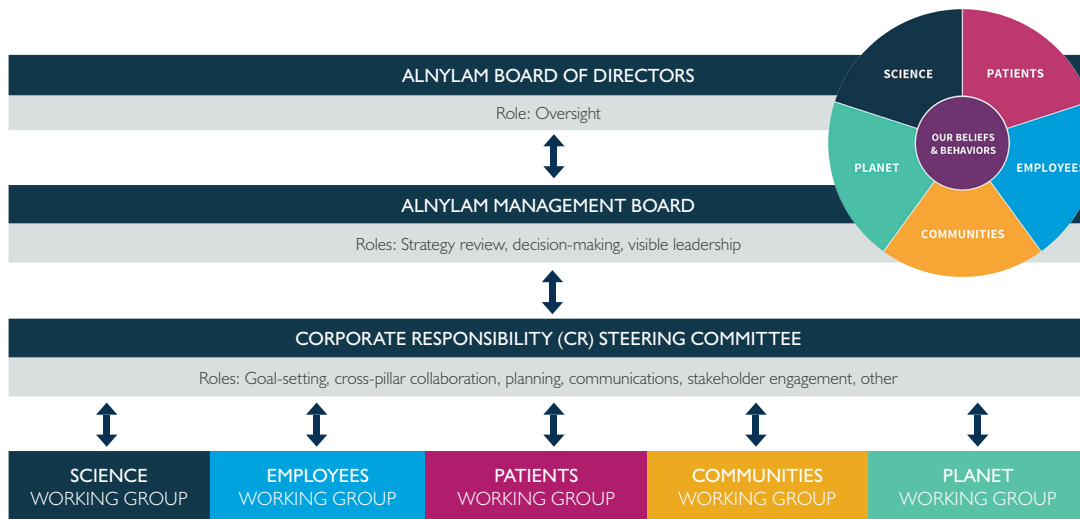 ALNYLAM BOARD OF DIRECTORS
Role: Oversight
ALNYLAM MANAGEMENT BOARD
Roles: Strategy review, decision-making, visible leadership
CORPORATE RESPONSIBILITY (CR) STEERING COMMITTEE
Roles: Goal-setting, cross-pillar collaboration, planning, communications, stakeholder engagement, other
SCIENCE
WORKING GROUP
EMPLOYEES
WORKING GROUP
PATIENTS
WORKING GROUP
COMMUNITIES
WORKING GROUP
PLANET
WORKING GROUP
SCIENCE
PATIENTS
OUR BELIEFS
& BEHAVIORS
PLANET
EMPLOYEES
COMMUNITIES